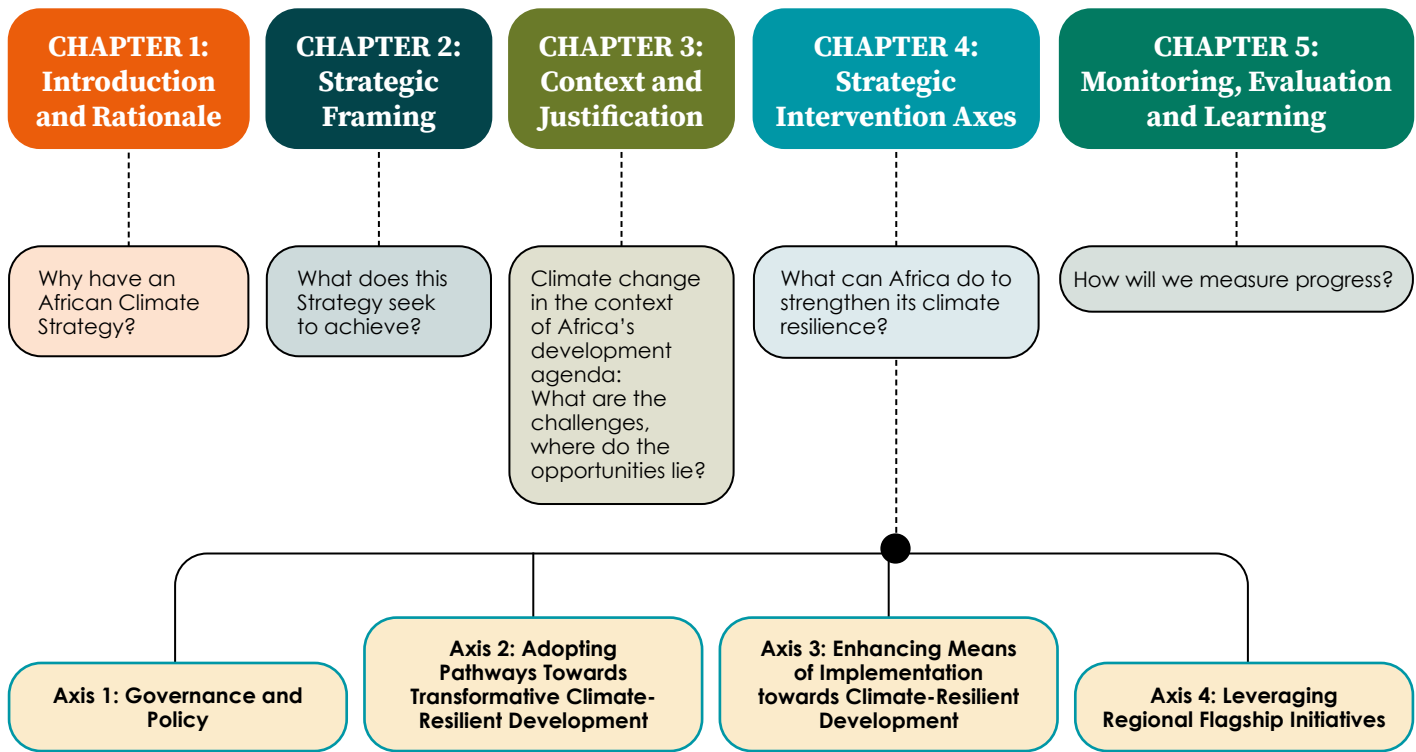 CHAPTER 1:
Introduction
and Rationale
CHAPTER 2:
Strategic
Framing
CHAPTER 3:
Context and
Justification
CHAPTER 4:
Strategic
Intervention Axes
CHAPTER 5:
Monitoring, Evaluation
and Learning
Why have an
African Climate
Strategy?
What does this
Strategy seek
to achieve?
Climate change
in the context
of Africa’s
development
agenda:
What are the
challenges,
where do the
opportunities lie?
What can Africa do to
strengthen its climate
resilience?
How will we measure progress?
Axis 1: Governance and
Policy
Axis 2: Adopting
Pathways Towards
Transformative Climate-
Resilient Development
Axis 3: Enhancing Means
of Implementation
towards Climate-Resilient
Development
Axis 4: Leveraging
Regional Flagship Initiatives